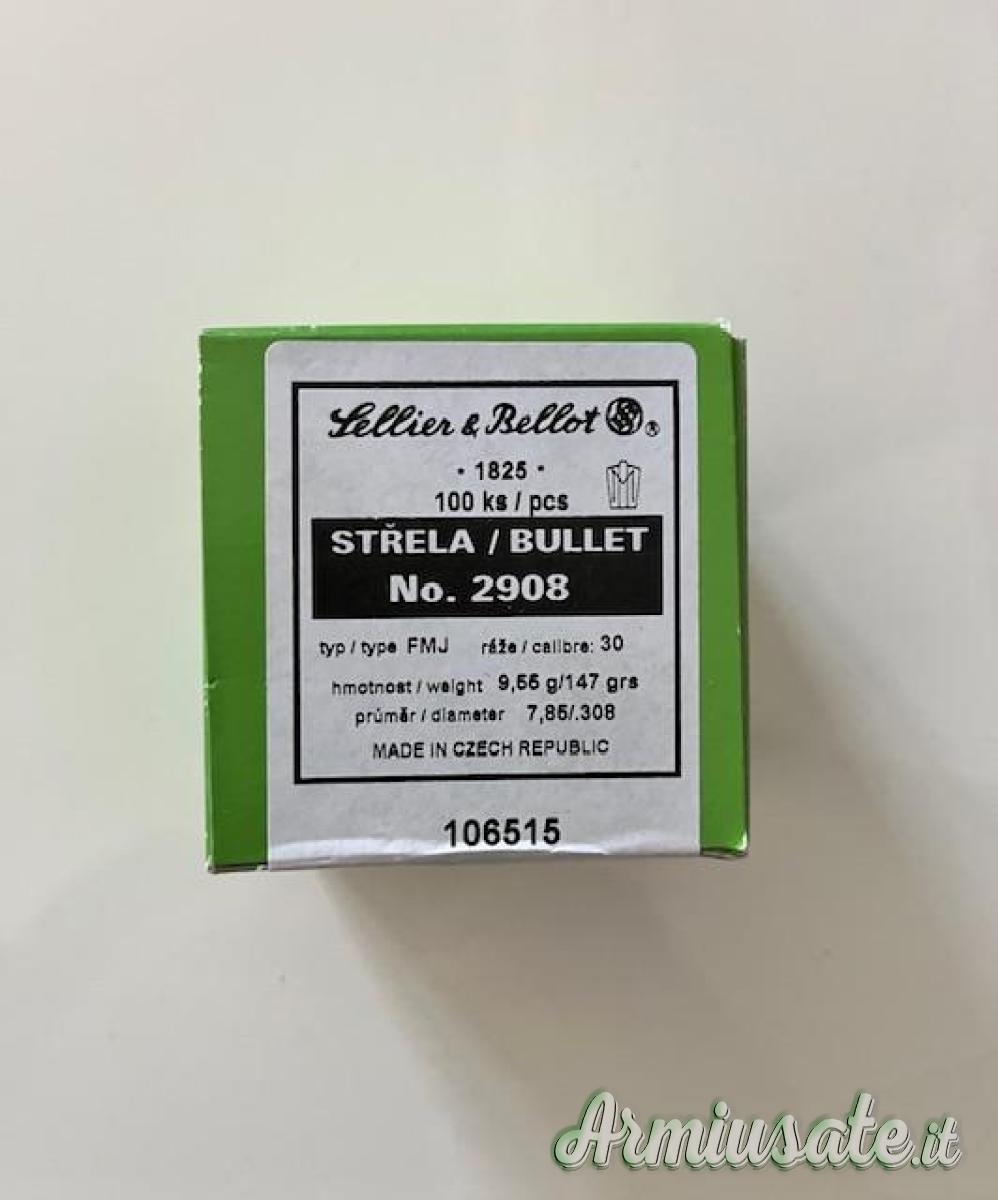 Sellier & Bellot ®
· 1825 ·
100 ks / pcs
STŘELA / BULLET
No. 2908
typ / type FMJ ráže / calibre: 30
hmotnost / weight 9,55 g/147 grs
průměr / diameter 7,85/.308
MADE IN CZECH REPUBLIC
106515
Armiusate.it